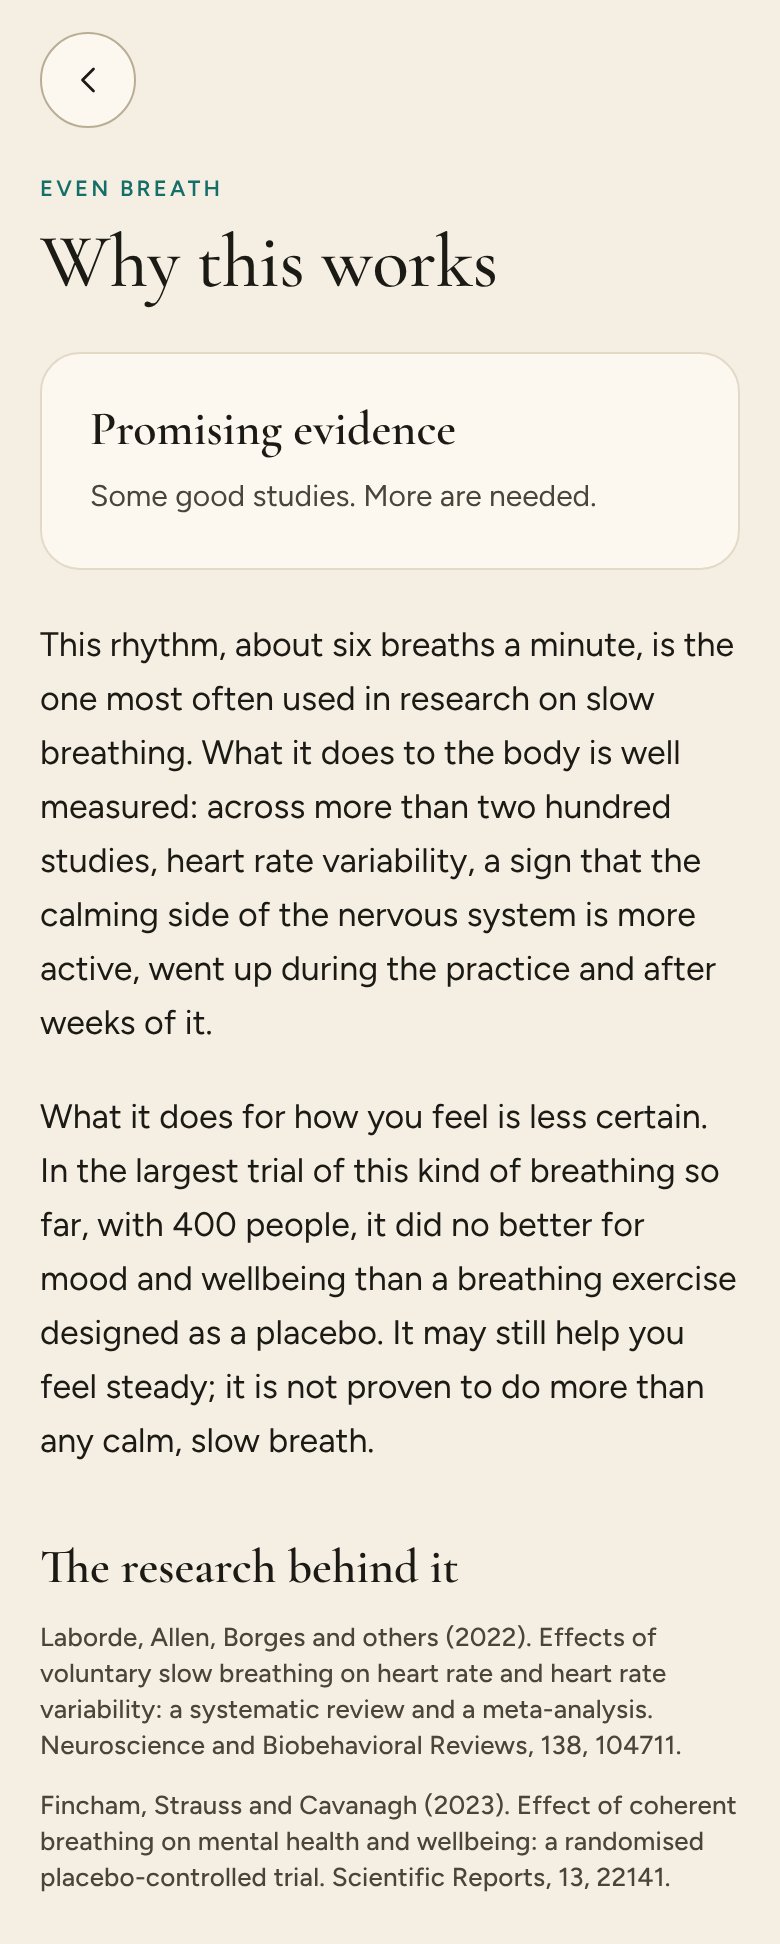 EVEN BREATH
Why this works
Promising evidence
Some good studies. More are needed.
This rhythm, about six breaths a minute, is the
one most often used in research on slow
breathing. What it does to the body is well
measured: across more than two hundred
studies, heart rate variability, a sign that the
calming side of the nervous system is more
active, went up during the practice and after
weeks of it.
What it does for how you feel is less certain.
In the largest trial of this kind of breathing so
far, with 400 people, it did no better for
mood and wellbeing than a breathing exercise
designed as a placebo. It may still help you
feel steady; it is not proven to do more than
any calm, slow breath.
The research behind it
Laborde, Allen, Borges and others (2022). Effects of
voluntary slow breathing on heart rate and heart rate
variability: a systematic review and a meta-analysis.
Neuroscience and Biobehavioral Reviews, 138, 104711.
Fincham, Strauss and Cavanagh (2023). Effect of coherent
breathing on mental health and wellbeing: a randomised
placebo-controlled trial. Scientific Reports, 13, 22141.